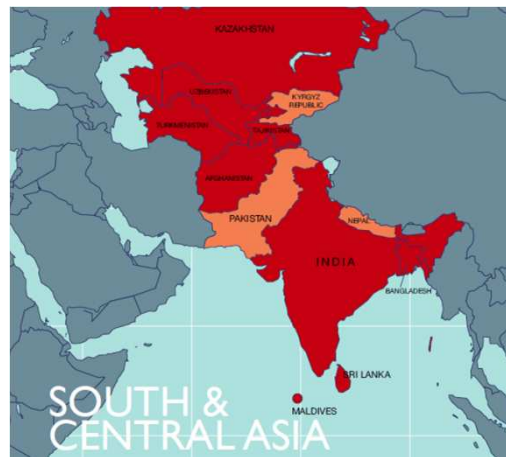 KAZAKHSTAN
UZBEKISTAN
KYRGYZ
REPUBLIC
TURKMENISTAN
TAJIKISTAN
AFGHANISTAN
PAKISTAN
NEPAL
INDIA
BANGLADESH
SRI LANKA
MALDIVES
SOUTH &
CENTRAL ASIA